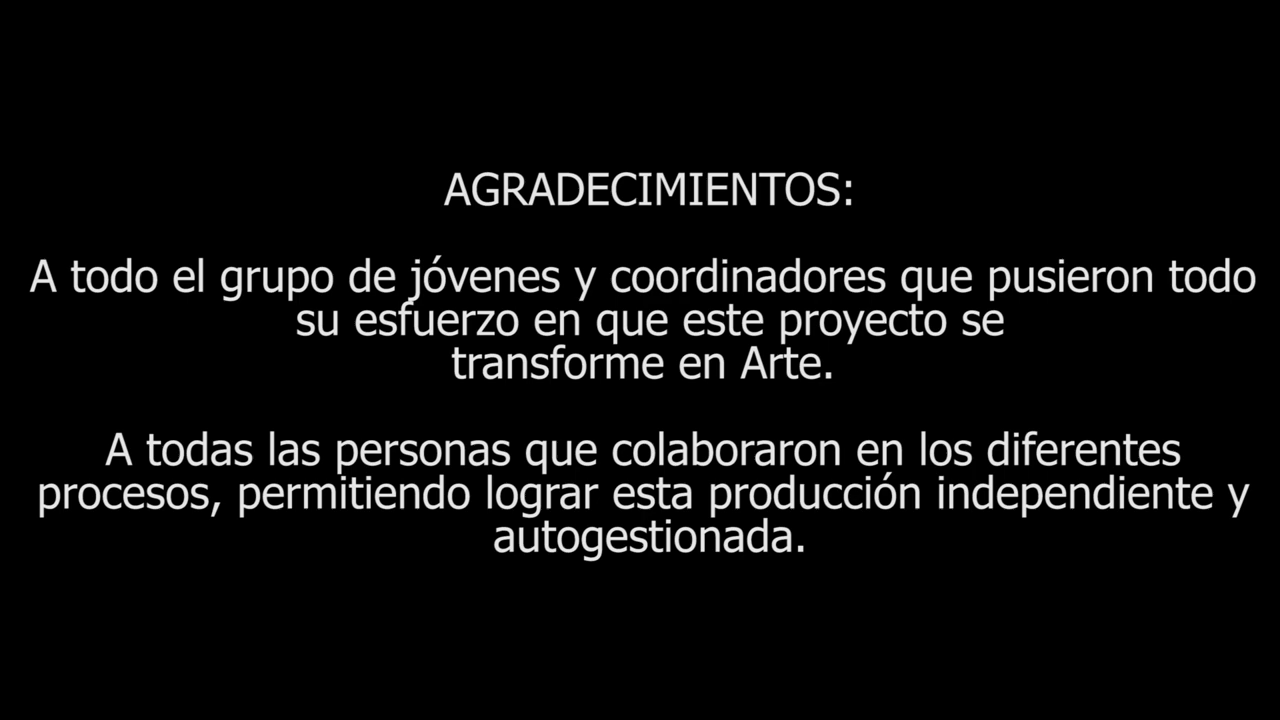 AGRADECIMIENTOS:
A todo el grupo de jóvenes y coordinadores que pusieron todo
su esfuerzo en que este proyecto se
transforme en Arte.
A todas las personas que colaboraron en los diferentes
procesos, permitiendo lograr esta producción independiente y
autogestionada.